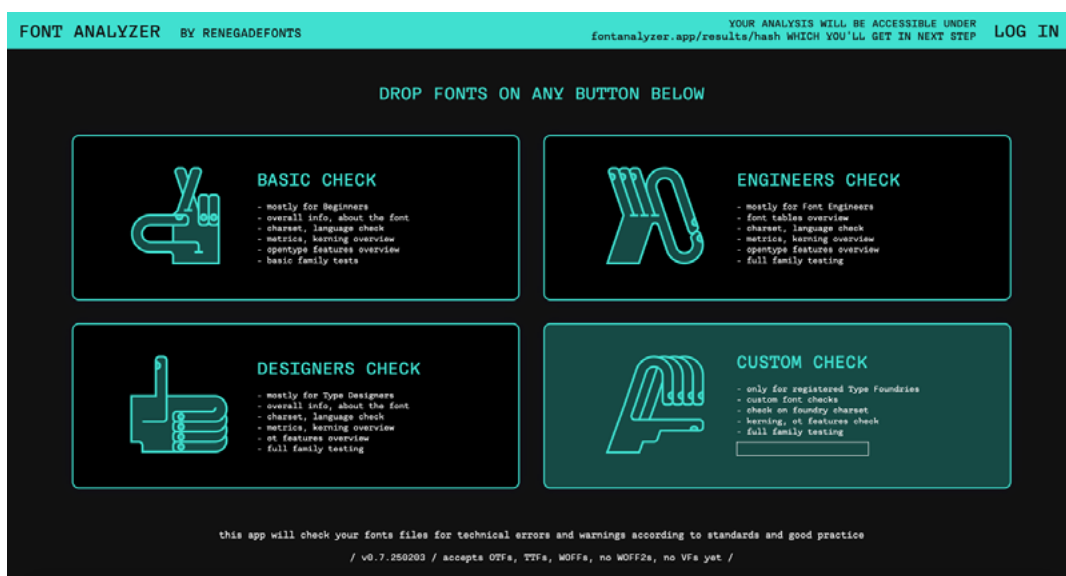 FONT ANALYZER BY RENEGADEFONTS
YOUR ANALYSIS WILL BE ACCESSIBLE UNDER
fontanalyzer.app/results/hash WHICH YOU'LL GET IN NEXT STEP
LOG IN
DROP FONTS ON ANY BUTTON BELOW
BASIC CHECK
- mostly for Beginners
- overall info, about the font
- charset, language check
- metrics, kerning overview
- opentype features overview
- basic family tests
ENGINEERS CHECK
- mostly for Font Engineers
- font tables overview
- charset, language check
- metrics, kerning overview
- opentype features overview
- full family testing
DESIGNERS CHECK
- mostly for Type Designers
- overall info, about the font
- charset, language check
- metrics, kerning overview
- ot features overview
- full family testing
CUSTOM CHECK
- only for registered Type Foundries
- custom font checks
- check on foundry charset
- kerning, ot features check
- full family testing
this app will check your fonts files for technical errors and warnings according to standards and good practice
/ v0.7.250203 / accepts OTFs, TTFs, WOFFs, no WOFF2s, no VFs yet /